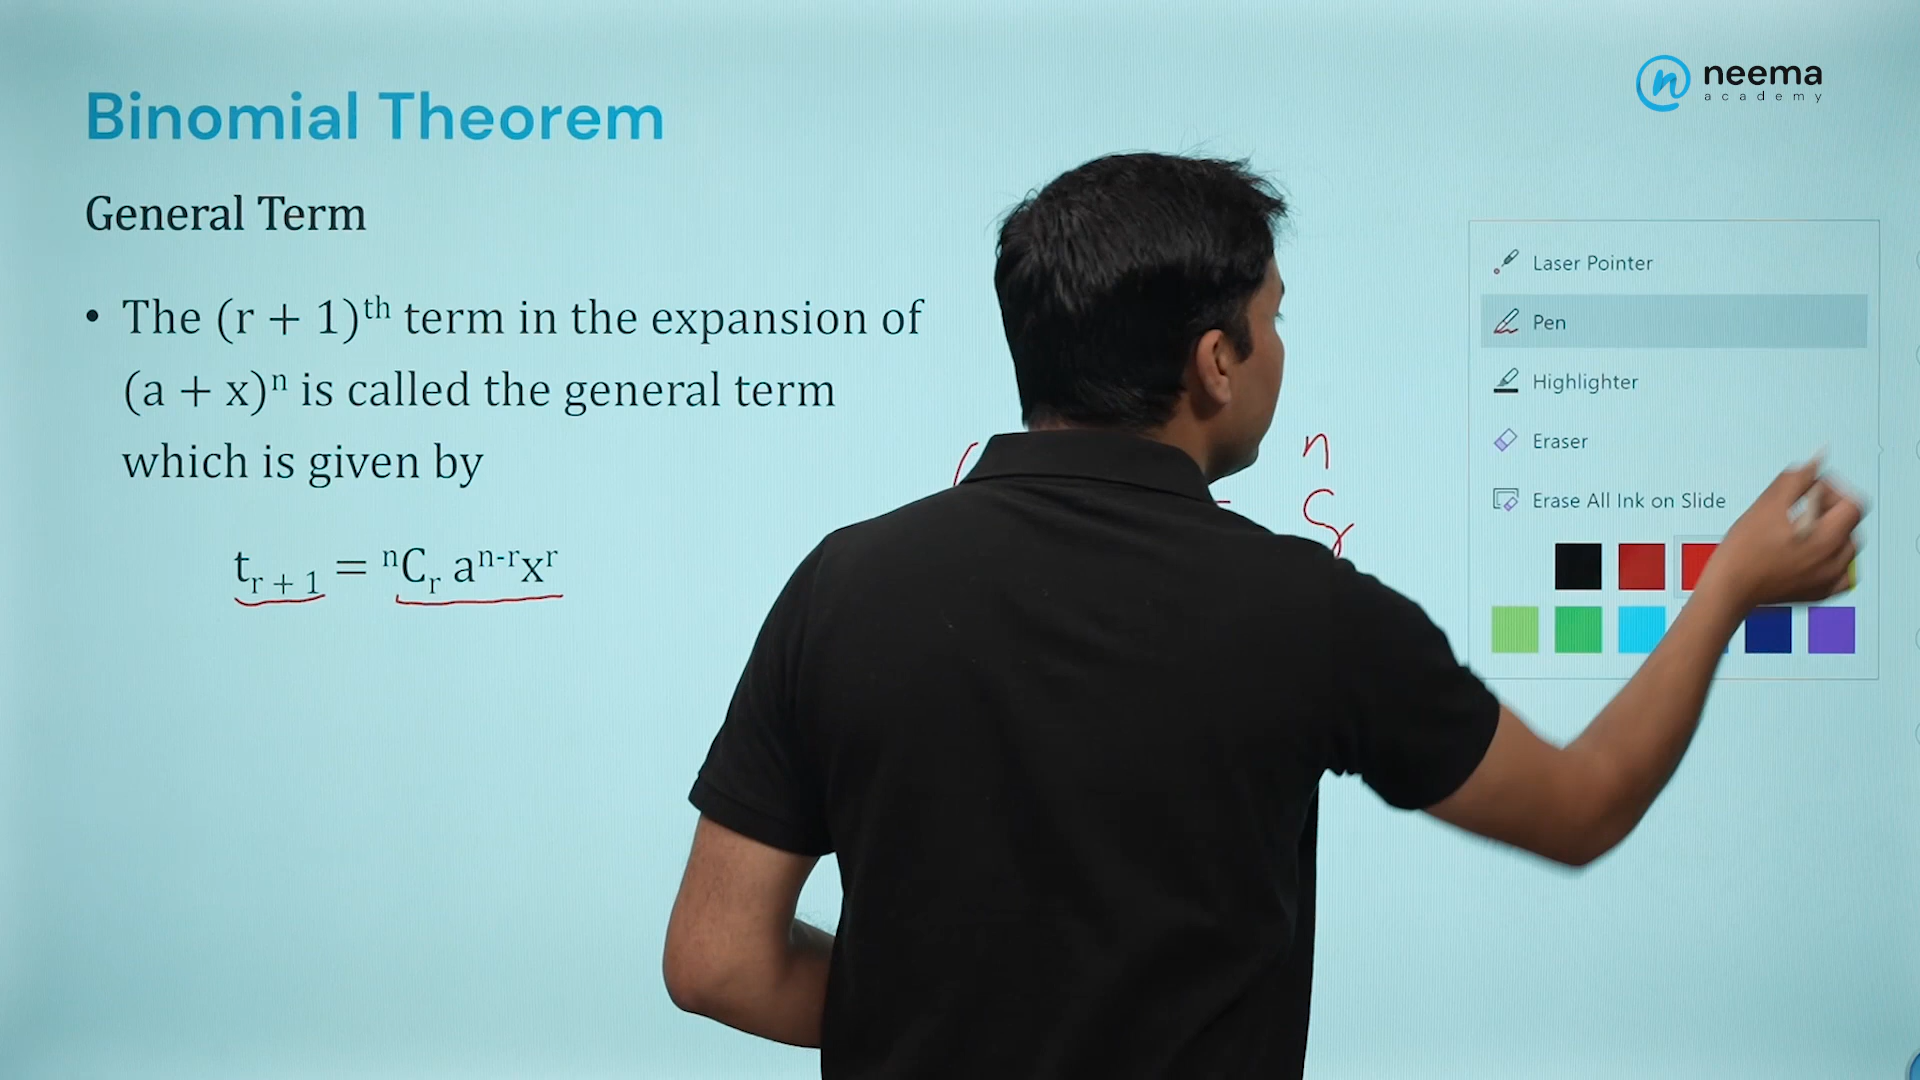 neema
academy
Binomial Theorem
General Term
• The (r + 1)ᵗʰ term in the expansion of
(a + x)ⁿ is called the general term
which is given by
tᵣ ₊ ₁ = ⁿCᵣ aⁿ⁻ʳxʳ
n
Cr
Laser Pointer
Pen
Highlighter
Eraser
Erase All Ink on Slide